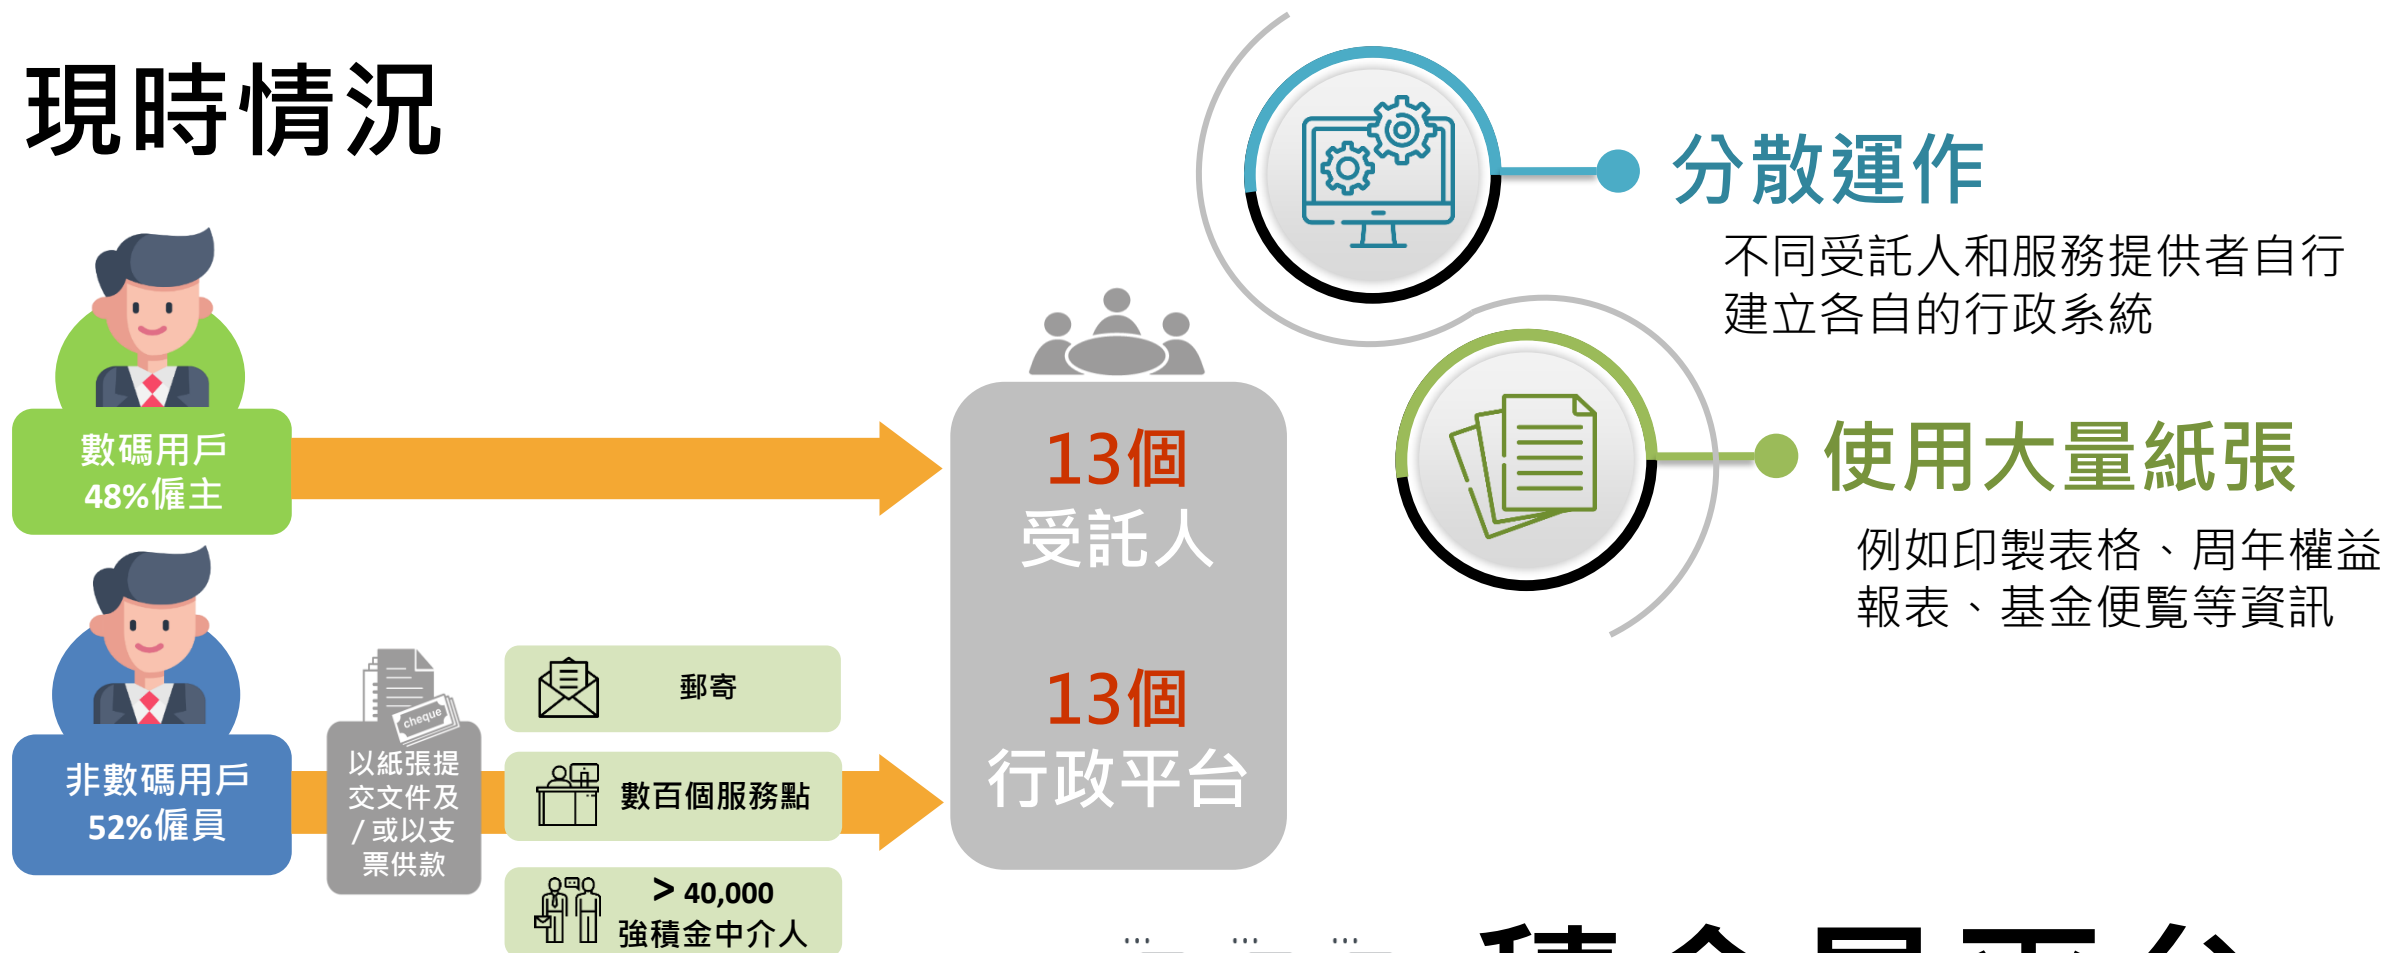 現時情況
分散運作
不同受託人和服務提供者自行
建立各自的行政系統
使用大量紙張
例如印製表格、周年權益
報表、基金便覽等資訊
數碼用戶
48%僱主
13個
受託人
13個
行政平台
非數碼用戶
52%僱員
cheque
以紙張提
交文件及
/ 或以支
票供款
郵寄
數百個服務點
> 40,000
強積金中介人